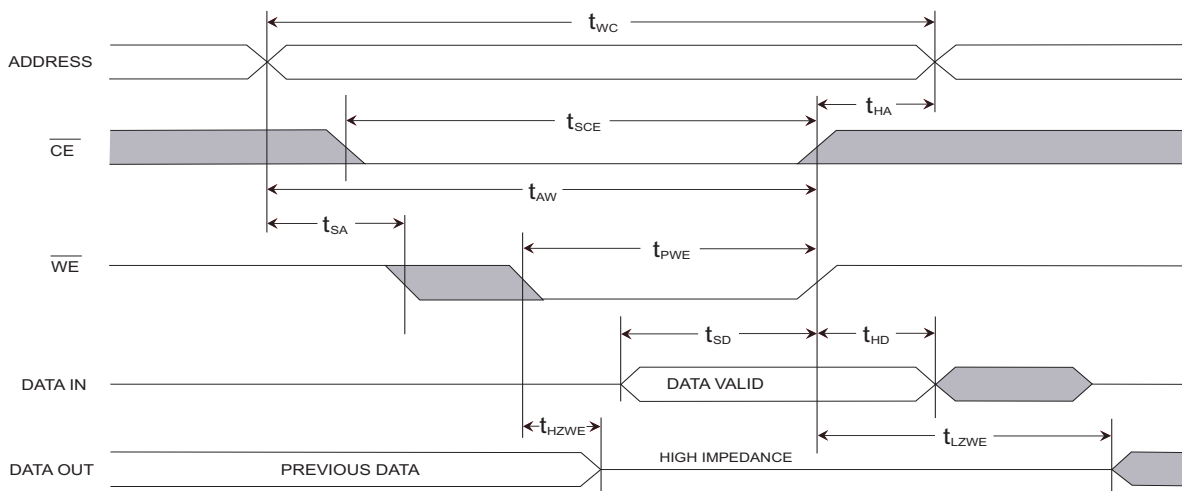 tWC
ADDRESS
tHA
tSCE
CE
tAW
tSA
tPWE
WE
tSD
tHD
DATA IN
DATA VALID
tHZWE
tLZWE
DATA OUT
PREVIOUS DATA
HIGH IMPEDANCE